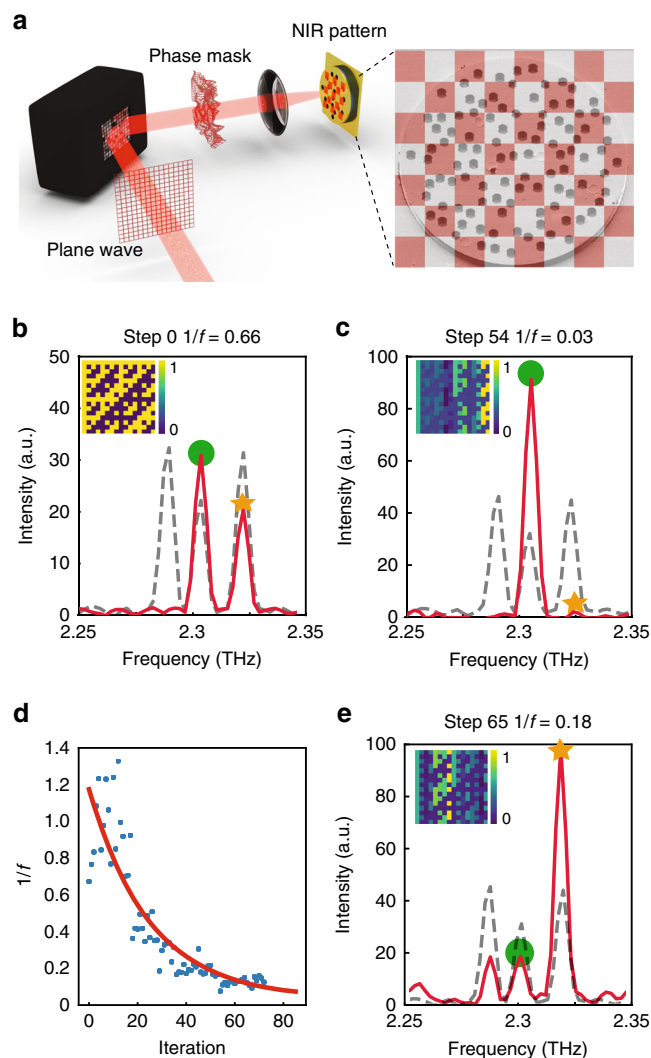 a
Phase mask
NIR pattern
Plane wave
b
Step 0 1/f = 0.66
50
40
30
20
10
0
1
0
Intensity (a.u.)
2.25
2.3
2.35
Frequency (THz)
c
Step 54 1/f = 0.03
100
80
60
40
20
0
1
0
Intensity (a.u.)
2.25
2.3
2.35
Frequency (THz)
d
1.4
1.2
1.0
0.8
0.6
0.4
0.2
0
1/f
0
20
40
60
80
Iteration
e
Step 65 1/f = 0.18
100
80
60
40
20
0
1
0
Intensity (a.u.)
2.25
2.3
2.35
Frequency (THz)